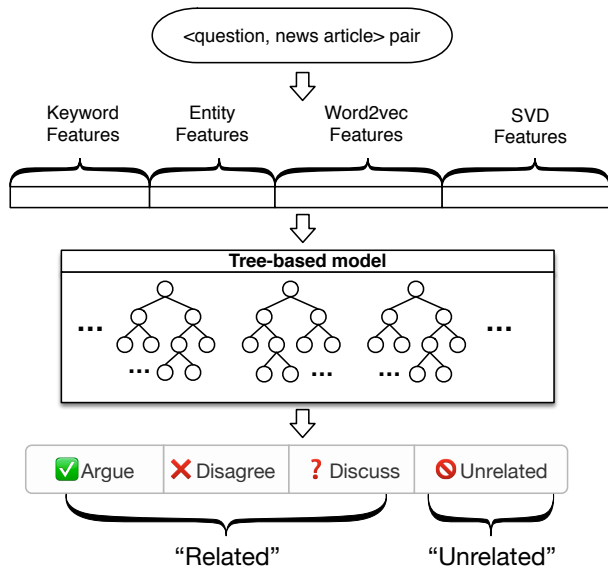 <question, news article> pair
Keyword
Features
Entity
Features
Word2vec
Features
SVD
Features
Tree-based model
...
...
...
...
...
✅ Argue
❌ Disagree
❓ Discuss
🚫 Unrelated
“Related”
“Unrelated”